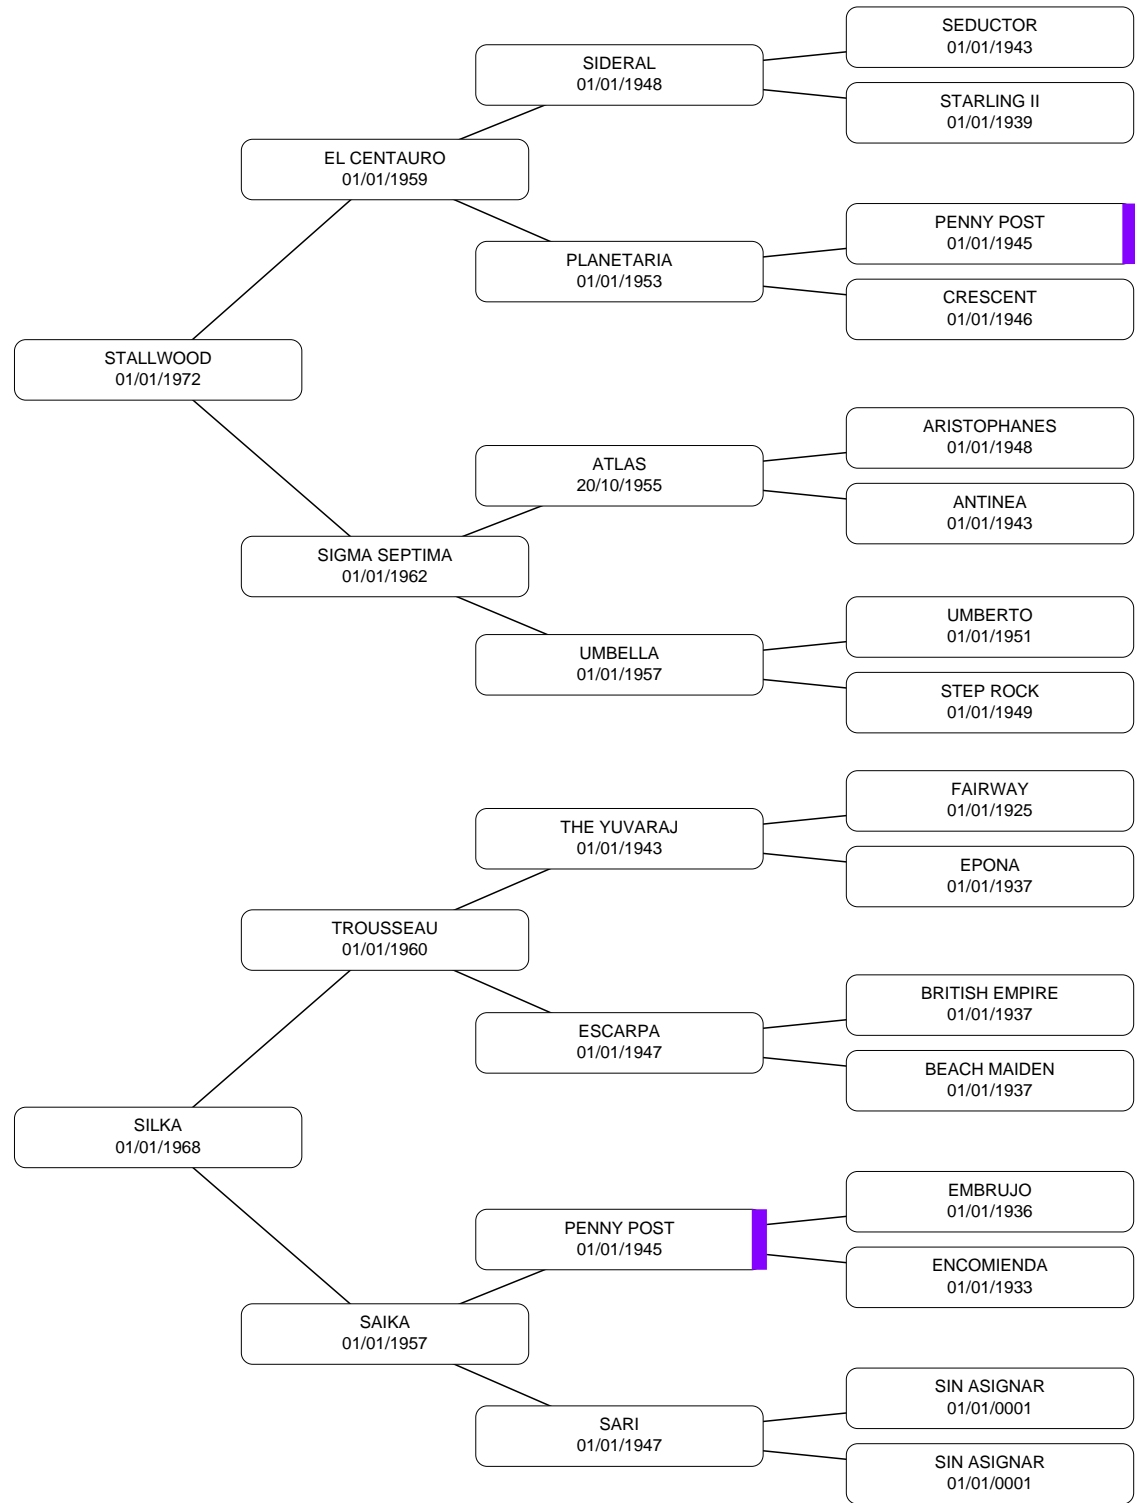 SEDUCTOR
01/01/1943
SIDERAL
01/01/1948
STARLING II
01/01/1939
EL CENTAURO
01/01/1959
PENNY POST
01/01/1945
PLANETARIA
01/01/1953
CRESCENT
01/01/1946
STALLWOOD
01/01/1972
ARISTOPHANES
01/01/1948
ATLAS
20/10/1955
ANTINEA
01/01/1943
SIGMA SEPTIMA
01/01/1962
UMBERTO
01/01/1951
UMBELLA
01/01/1957
STEP ROCK
01/01/1949
FAIRWAY
01/01/1925
THE YUVARAJ
01/01/1943
EPONA
01/01/1937
TROUSSEAU
01/01/1960
BRITISH EMPIRE
01/01/1937
ESCARPA
01/01/1947
BEACH MAIDEN
01/01/1937
SILKA
01/01/1968
EMBRUJO
01/01/1936
PENNY POST
01/01/1945
ENCOMIENDA
01/01/1933
SAIKA
01/01/1957
SIN ASIGNAR
01/01/0001
SARI
01/01/1947
SIN ASIGNAR
01/01/0001